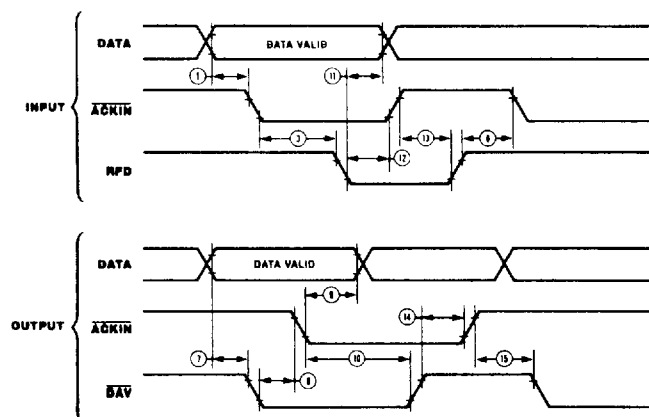 DATA
DATA VALID
1
11
INPUT
ACKIN
3
12
13
6
RFD
DATA
DATA VALID
9
OUTPUT
ACKIN
14
7
8
10
15
DAV